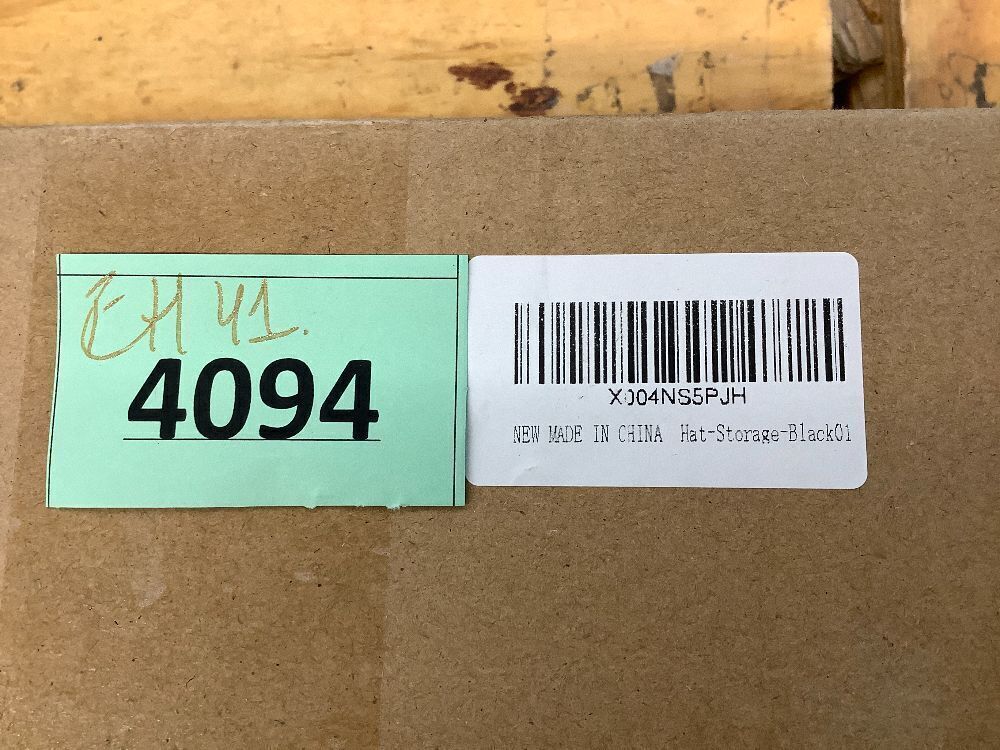 EH 41.
4094
X004NS5PJH
NEW MADE IN CHINA Hat-Storage-Black01